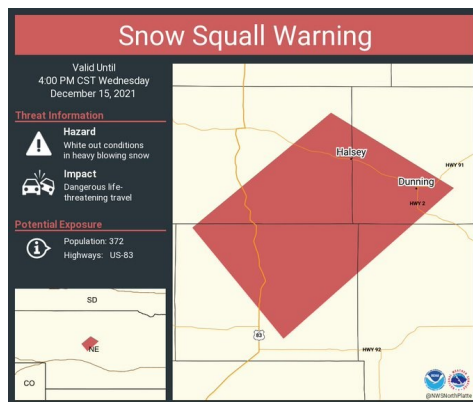 Snow Squall Warning
Valid Until
4:00 PM CST Wednesday
December 15, 2021
Threat Information
Hazard
White out conditions
in heavy blowing snow
Impact
Dangerous life-
threatening travel
Potential Exposure
Population: 372
Highways: US-83
SD
NE
CO
Halsey
HWY 91
Dunning
HWY 2
83
HWY 92
@NWSNorthPlatte